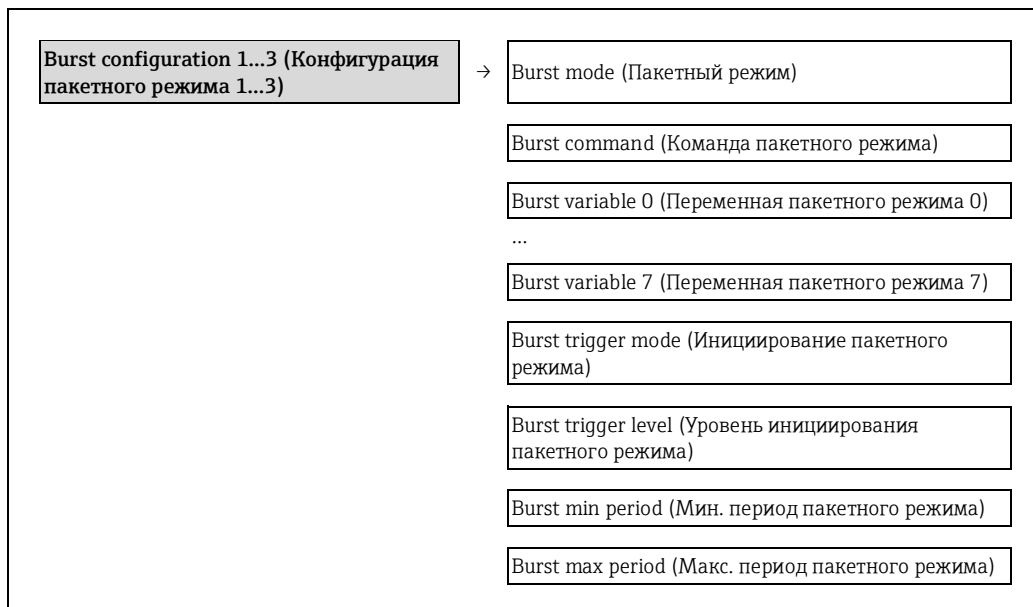 Burst configuration 1...3 (Конфигурация
пакетного режима 1...3)
→
Burst mode (Пакетный режим)
Burst command (Команда пакетного режима)
Burst variable 0 (Переменная пакетного режима 0)
...
Burst variable 7 (Переменная пакетного режима 7)
Burst trigger mode (Инициирование пакетного
режима)
Burst trigger level (Уровень инициирования
пакетного режима)
Burst min period (Мин. период пакетного режима)
Burst max period (Макс. период пакетного режима)